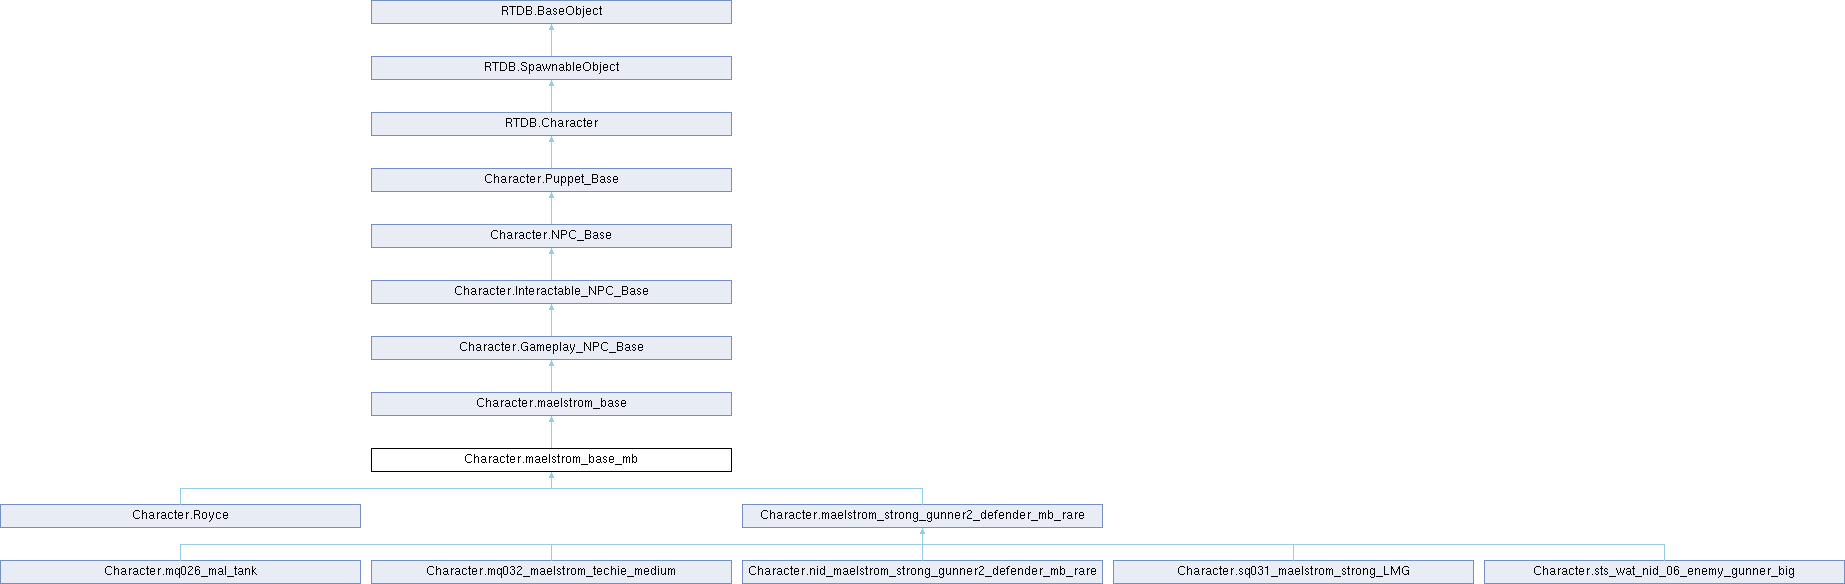 RTDB.BaseObject
RTDB.SpawnableObject
RTDB.Character
Character.Puppet_Base
Character.NPC_Base
Character.Interactable_NPC_Base
Character.Gameplay_NPC_Base
Character.maelstrom_base
Character.maelstrom_base_mb
Character.Royce
Character.maelstrom_strong_gunner2_defender_mb_rare
Character.mq026_mal_tank
Character.mq032_maelstrom_techie_medium
Character.nid_maelstrom_strong_gunner2_defender_mb_rare
Character.sq031_maelstrom_strong_LMG
Character.sts_wat_nid_06_enemy_gunner_big